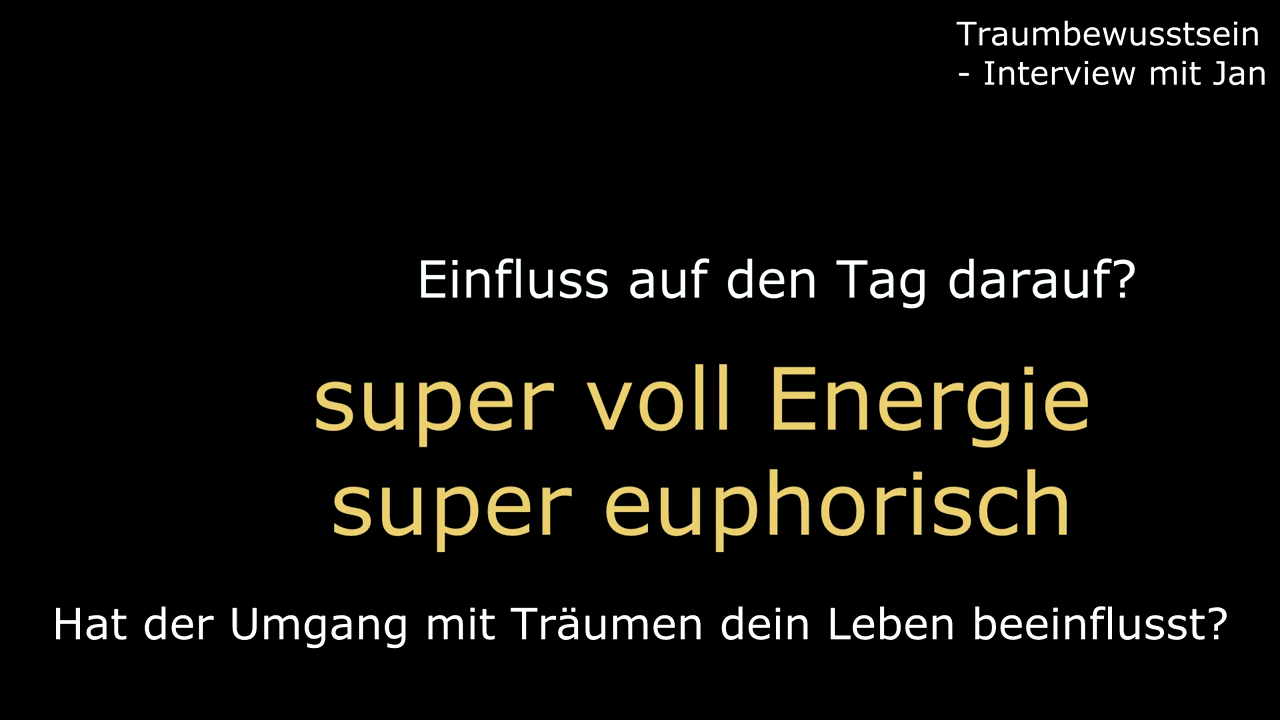 Traumbewusstsein
- Interview mit Jan
Einfluss auf den Tag darauf?
super voll Energie
super euphorisch
Hat der Umgang mit Träumen dein Leben beeinflusst?